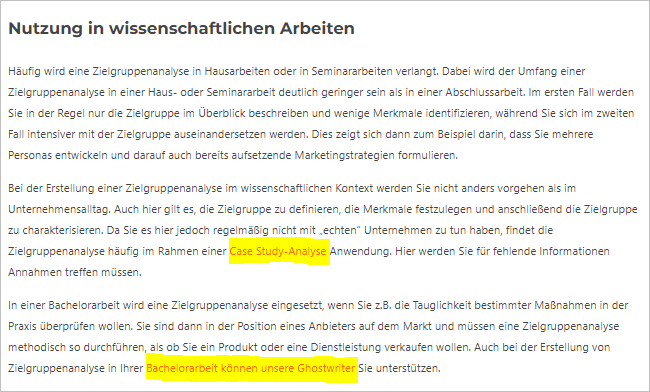 Nutzung in wissenschaftlichen Arbeiten
Häufig wird eine Zielgruppenanalyse in Hausarbeiten oder in Seminararbeiten verlangt. Dabei wird der Umfang einer
Zielgruppenanalyse in einer Haus- oder Seminararbeit deutlich geringer sein als in einer Abschlussarbeit. Im ersten Fall werden
Sie in der Regel nur die Zielgruppe im Überblick beschreiben und wenige Merkmale identifizieren, während Sie sich im zweiten
Fall intensiver mit der Zielgruppe auseinandersetzen werden. Dies zeigt sich dann zum Beispiel darin, dass Sie mehrere
Personas entwickeln und darauf auch bereits aufsetzende Marketingstrategien formulieren.
Bei der Erstellung einer Zielgruppenanalyse im wissenschaftlichen Kontext werden Sie nicht anders vorgehen als im
Unternehmensalltag. Auch hier gilt es, die Zielgruppe zu definieren, die Merkmale festzulegen und anschließend die Zielgruppe
zu charakterisieren. Da Sie es hier jedoch regelmäßig nicht mit „echten“ Unternehmen zu tun haben, findet die
Zielgruppenanalyse häufig im Rahmen einer Case Study-Analyse Anwendung. Hier werden Sie für fehlende Informationen
Annahmen treffen müssen.
In einer Bachelorarbeit wird eine Zielgruppenanalyse eingesetzt, wenn Sie z.B. die Tauglichkeit bestimmter Maßnahmen in der
Praxis überprüfen wollen. Sie sind dann in der Position eines Anbieters auf dem Markt und müssen eine Zielgruppenanalyse
methodisch so durchführen, als ob Sie ein Produkt oder eine Dienstleistung verkaufen wollen. Auch bei der Erstellung von
Zielgruppenanalyse in Ihrer Bachelorarbeit können unsere Ghostwriter Sie unterstützen.